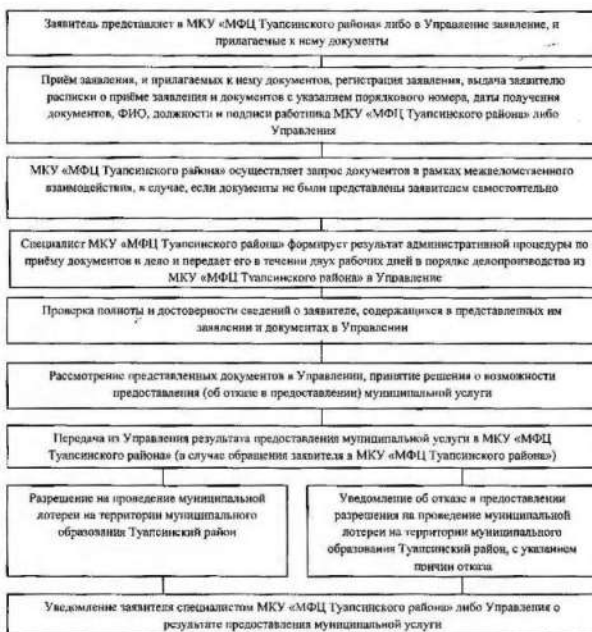 Заявитель представляет в МКУ «МФЦ Туапсинского района» либо в Управление заявление, и
прилагаемые к нему документы
Приём заявления, и прилагаемых к нему документов, регистрация заявления, выдача заявителю
расписки о приёме заявления и документов с указанием порядкового номера, даты получения
документов, ФИО, должности и подписи работника МКУ «МФЦ Туапсинского района» либо
Управления
МКУ «МФЦ Туапсинского района» осуществляет запрос документов в рамках межведомственного
взаимодействия, в случае, если документы не были представлены заявителем самостоятельно
Специалист МКУ «МФЦ Туапсинского района» формирует результат административной процедуры по
приёму документов в дело и передает его в течении двух рабочих дней в порядке делопроизводства из
МКУ «МФЦ Туапсинского района» в Управление
Проверка полноты и достоверности сведений о заявителе, содержащихся в представленных им
заявлении и документах в Управлении
Рассмотрение представленных документов в Управлении, принятие решения о возможности
предоставления (об отказе в предоставлении) муниципальной услуги
Передача из Управления результата предоставления муниципальной услуги в МКУ «МФЦ
Туапсинского района» (в случае обращения заявителя в МКУ «МФЦ Туапсинского района»)
Разрешение на проведение муниципальной
лотереи на территории муниципального
образования Туапсинский район
Уведомление об отказе в предоставлении
разрешения на проведение муниципальной
лотереи на территории муниципального
образования Туапсинский район, с указанием
причин отказа
Уведомление заявителя специалистом МКУ «МФЦ Туапсинского района» либо Управления о
результате предоставления муниципальной услуги